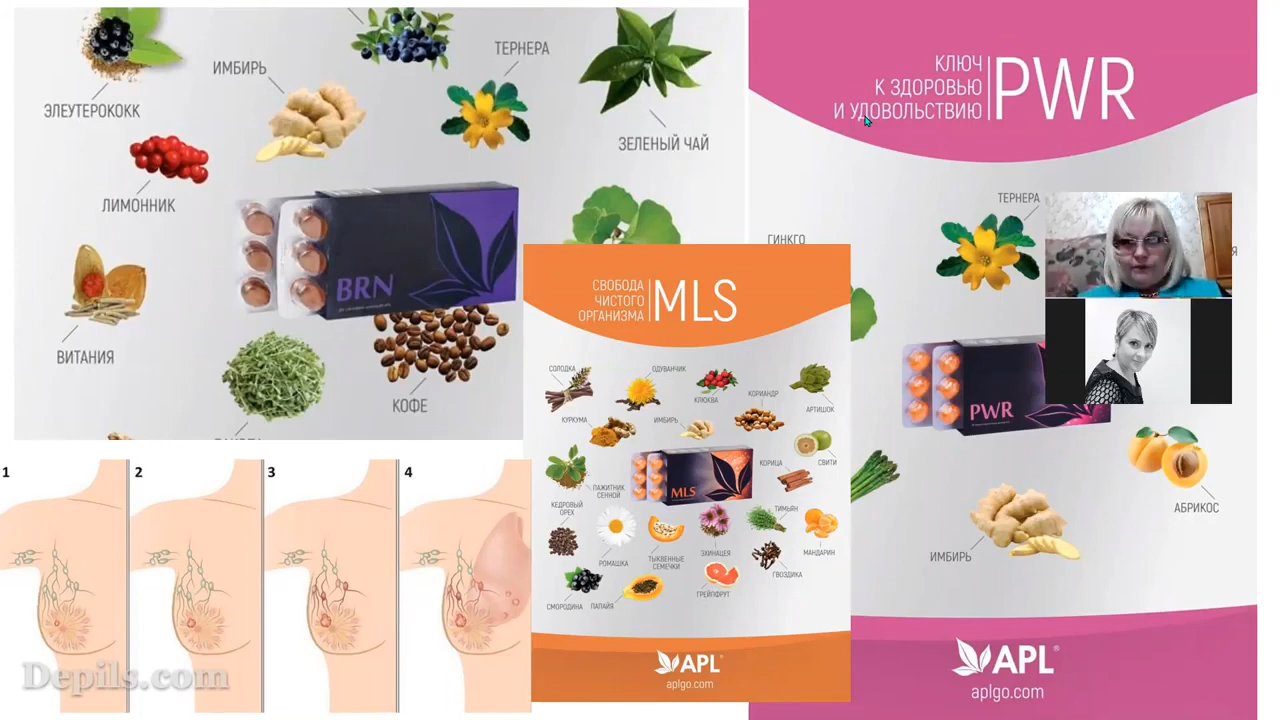 ЭЛЕУТЕРОКОКК
ИМБИРЬ
ТЕРНЕРА
ЗЕЛЕНЫЙ ЧАЙ
ЛИМОННИК
ВИТАНИЯ
BRN
КОФЕ
1
2
3
4
Depils.com
СВОБОДА
ЧИСТОГО
ОРГАНИЗМА
MLS
СОЛОДКА
ОДУВАНЧИК
КЛЮКВА
КОРИАНДР
АРТИШОК
КУРКУМА
ИМБИРЬ
СВИТИ
КОРИЦА
ПАЖИТНИК
СЕННОЙ
MLS
КЕДРОВЫЙ
ОРЕХ
ТИМЬЯН
РОМАШКА
ТЫКВЕННЫЕ
СЕМЕЧКИ
ЭХИНАЦЕЯ
ГВОЗДИКА
МАНДАРИН
СМОРОДИНА
ПАПАЙЯ
ГРЕЙПФРУТ
APL
aplgo.com
КЛЮЧ
К ЗДОРОВЬЮ
И УДОВОЛЬСТВИЮ
PWR
ТЕРНЕРА
ГИНКГО
PWR
АБРИКОС
ИМБИРЬ
APL
aplgo.com